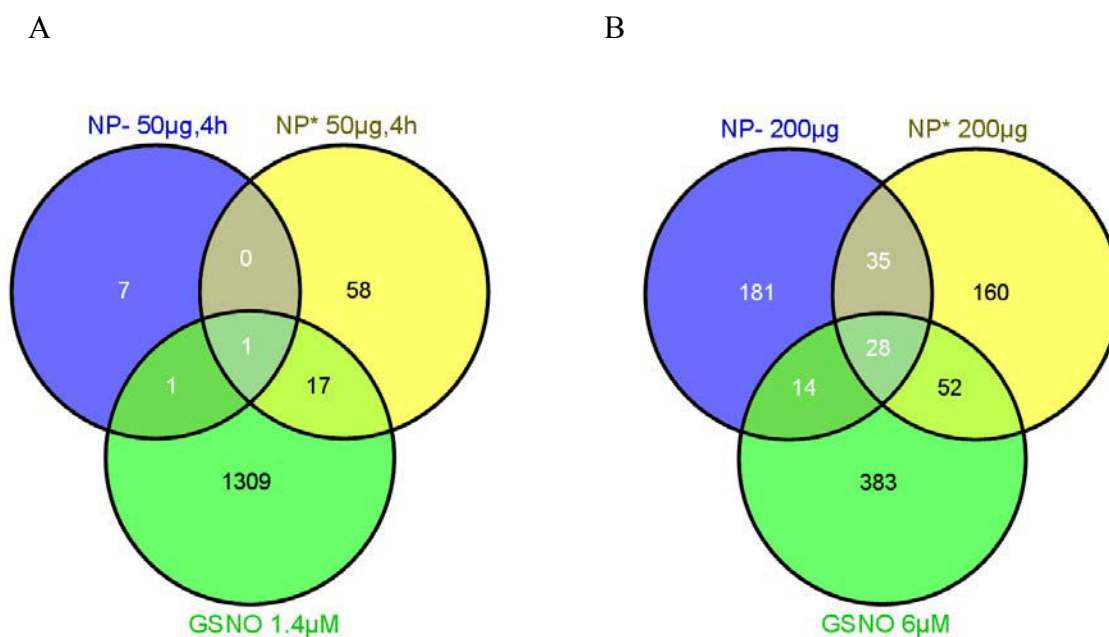 A B
NP- 50µg,4h NP* 50µg,4h
0
7 58
1
1 17
1309
GSNO 1.4µM
NP- 200µg NP* 200µg
35
181 160
28
14 52
383
GSNO 6µM